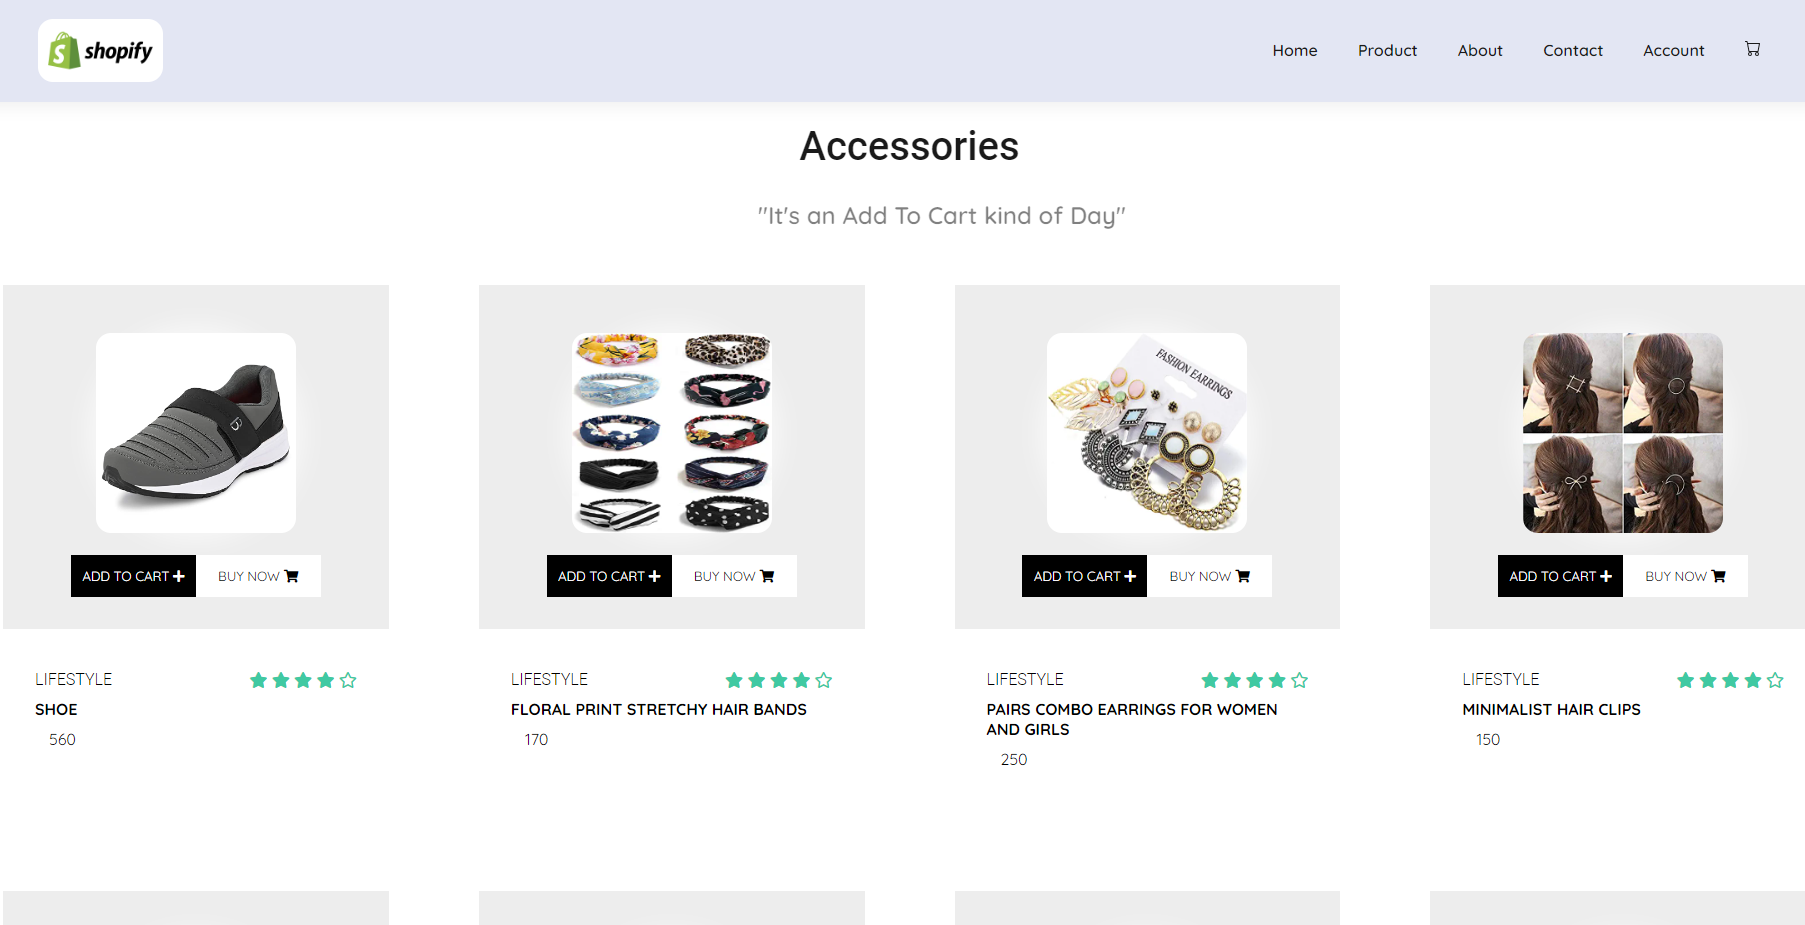 shopify
Home Product About Contact Account
Accessories
"It's an Add To Cart kind of Day"
FASHION EARRINGS
ADD TO CART BUY NOW ADD TO CART BUY NOW ADD TO CART BUY NOW ADD TO CART BUY NOW
LIFESTYLE LIFESTYLE LIFESTYLE LIFESTYLE
SHOE FLORAL PRINT STRETCHY HAIR BANDS PAIRS COMBO EARRINGS FOR WOMEN MINIMALIST HAIR CLIPS
AND GIRLS
560 170 250 150